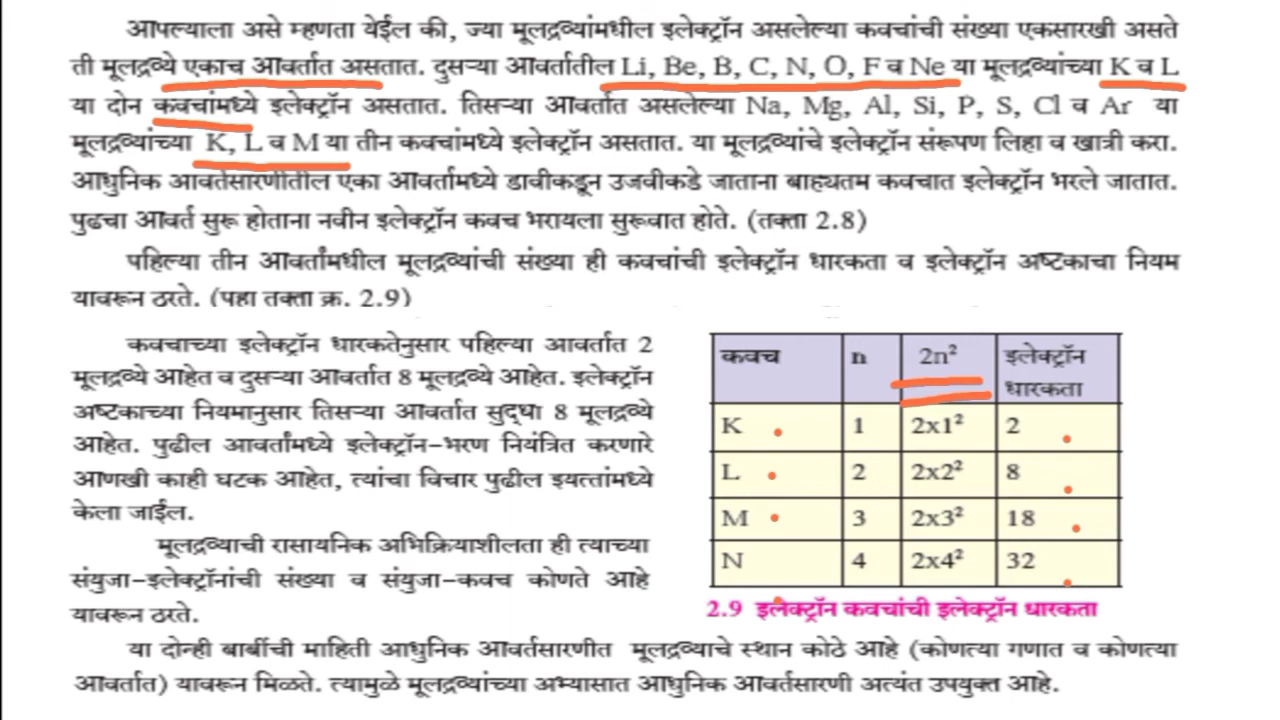 आपल्याला असे म्हणता येईल की, ज्या मूलद्रव्यांमधील इलेक्ट्रॉन असलेल्या कवचांची संख्या एकसारखी असते
ती मूलद्रव्ये एकाच आवर्तात असतात. दुसऱ्या आवर्तातील Li, Be, B, C, N, O, F व Ne या मूलद्रव्यांच्या K व L
या दोन कवचांमध्ये इलेक्ट्रॉन असतात. तिसऱ्या आवर्तात असलेल्या Na, Mg, Al, Si, P, S, Cl व Ar या
मूलद्रव्यांच्या K, L व M या तीन कवचांमध्ये इलेक्ट्रॉन असतात. या मूलद्रव्यांचे इलेक्ट्रॉन संरूपण लिहा व खात्री करा.
आधुनिक आवर्तसारणीतील एका आवर्तामध्ये डावीकडून उजवीकडे जाताना बाह्यतम कवचात इलेक्ट्रॉन भरले जातात.
पुढचा आवर्त सुरू होताना नवीन इलेक्ट्रॉन कवच भरायला सुरूवात होते. (तक्ता 2.8)
पहिल्या तीन आवर्तांमधील मूलद्रव्यांची संख्या ही कवचांची इलेक्ट्रॉन धारकता व इलेक्ट्रॉन अष्टकाचा नियम
यावरून ठरते. (पहा तक्ता क्र. 2.9)
कवचाच्या इलेक्ट्रॉन धारकतेनुसार पहिल्या आवर्तात 2
मूलद्रव्ये आहेत व दुसऱ्या आवर्तात 8 मूलद्रव्ये आहेत. इलेक्ट्रॉन
अष्टकाच्या नियमानुसार तिसऱ्या आवर्तात सुद्धा 8 मूलद्रव्ये
आहेत. पुढील आवर्तांमध्ये इलेक्ट्रॉन-भरण नियंत्रित करणारे
आणखी काही घटक आहेत, त्यांचा विचार पुढील इयत्तांमध्ये
केला जाईल.
मूलद्रव्याची रासायनिक अभिक्रियाशीलता ही त्याच्या
संयुजा-इलेक्ट्रॉनांची संख्या व संयुजा-कवच कोणते आहे
यावरून ठरते.
कवच n 2n² इलेक्ट्रॉन धारकता
K 1 2x1² 2
L 2 2x2² 8
M 3 2x3² 18
N 4 2x4² 32
2.9 इलेक्ट्रॉन कवचांची इलेक्ट्रॉन धारकता
या दोन्ही बाबींची माहिती आधुनिक आवर्तसारणीत मूलद्रव्याचे स्थान कोठे आहे (कोणत्या गणात व कोणत्या
आवर्तात) यावरून मिळते. त्यामुळे मूलद्रव्यांच्या अभ्यासात आधुनिक आवर्तसारणी अत्यंत उपयुक्त आहे.